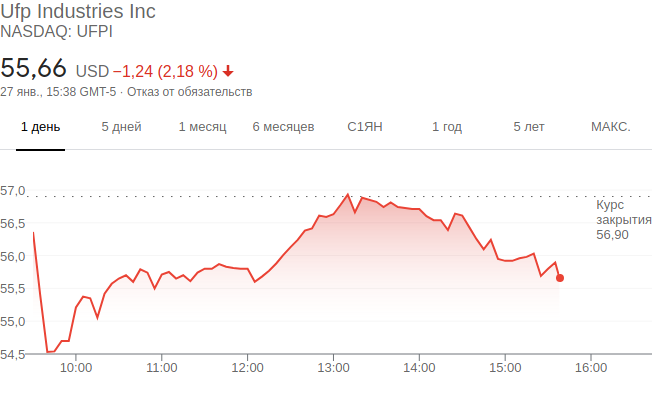 Ufp Industries Inc
NASDAQ: UFPI
55,66 USD −1,24 (2,18 %)
27 янв., 15:38 GMT-5 · Отказ от обязательств
1 день 5 дней 1 месяц 6 месяцев С1ЯН 1 год 5 лет МАКС.
57,0
56,5
56,0
55,5
55,0
54,5
Курс
закрытия
56,90
10:00 11:00 12:00 13:00 14:00 15:00 16:00